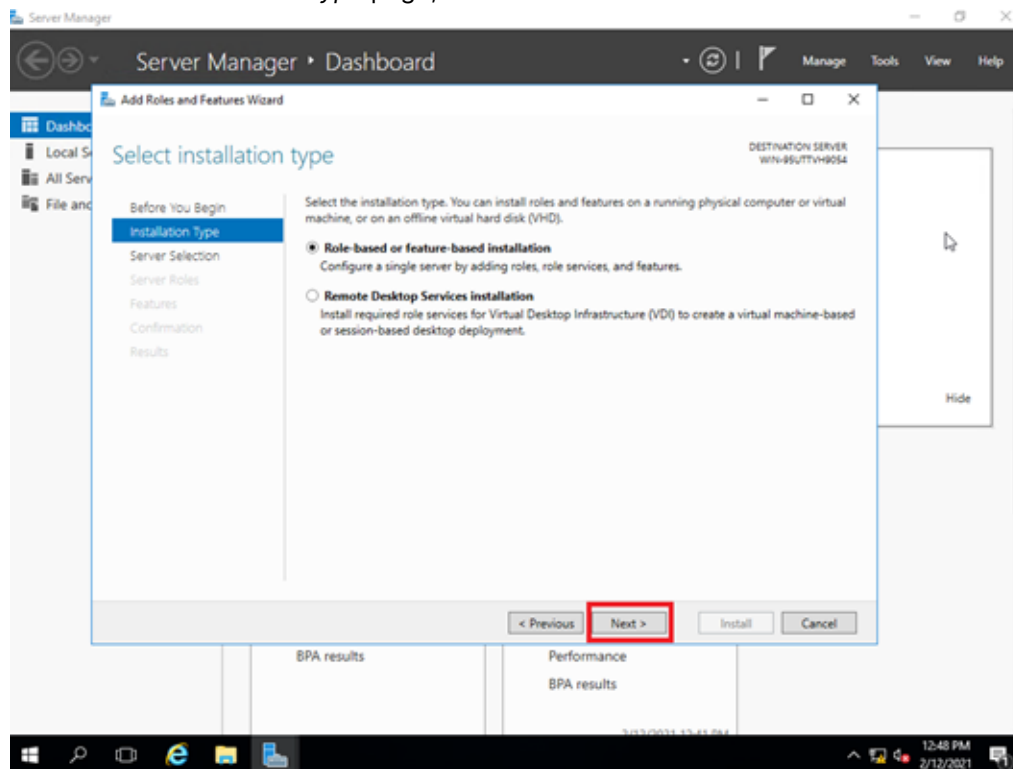 Server Manager
Server Manager • Dashboard
Manage Tools View Help
Add Roles and Features Wizard
Dashbo
Local Se
All Serv
File and
Select installation type
DESTINATION SERVER
WIN-95UTTVH9054
Before You Begin
Installation Type
Server Selection
Server Roles
Features
Confirmation
Results
Select the installation type. You can install roles and features on a running physical computer or virtual
machine, or on an offline virtual hard disk (VHD).
Role-based or feature-based installation
Configure a single server by adding roles, role services, and features.
Remote Desktop Services installation
Install required role services for Virtual Desktop Infrastructure (VDI) to create a virtual machine-based
or session-based desktop deployment.
Hide
< Previous Next > Install Cancel
BPA results
Performance
BPA results
12:48 PM
2/12/2021